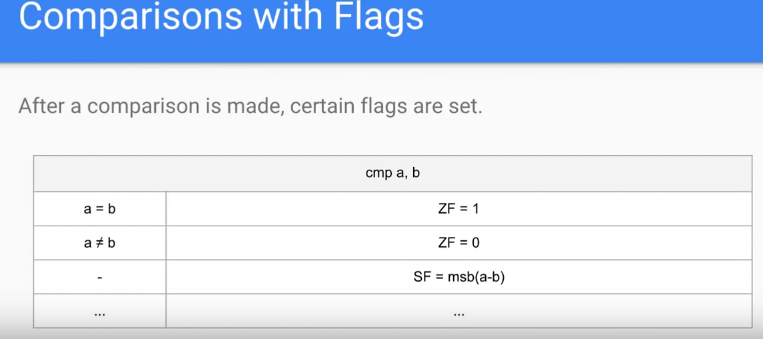 Comparisons with Flags
After a comparison is made, certain flags are set.
cmp a, b
a = b ZF = 1
a ≠ b ZF = 0
- SF = msb(a-b)
... ...